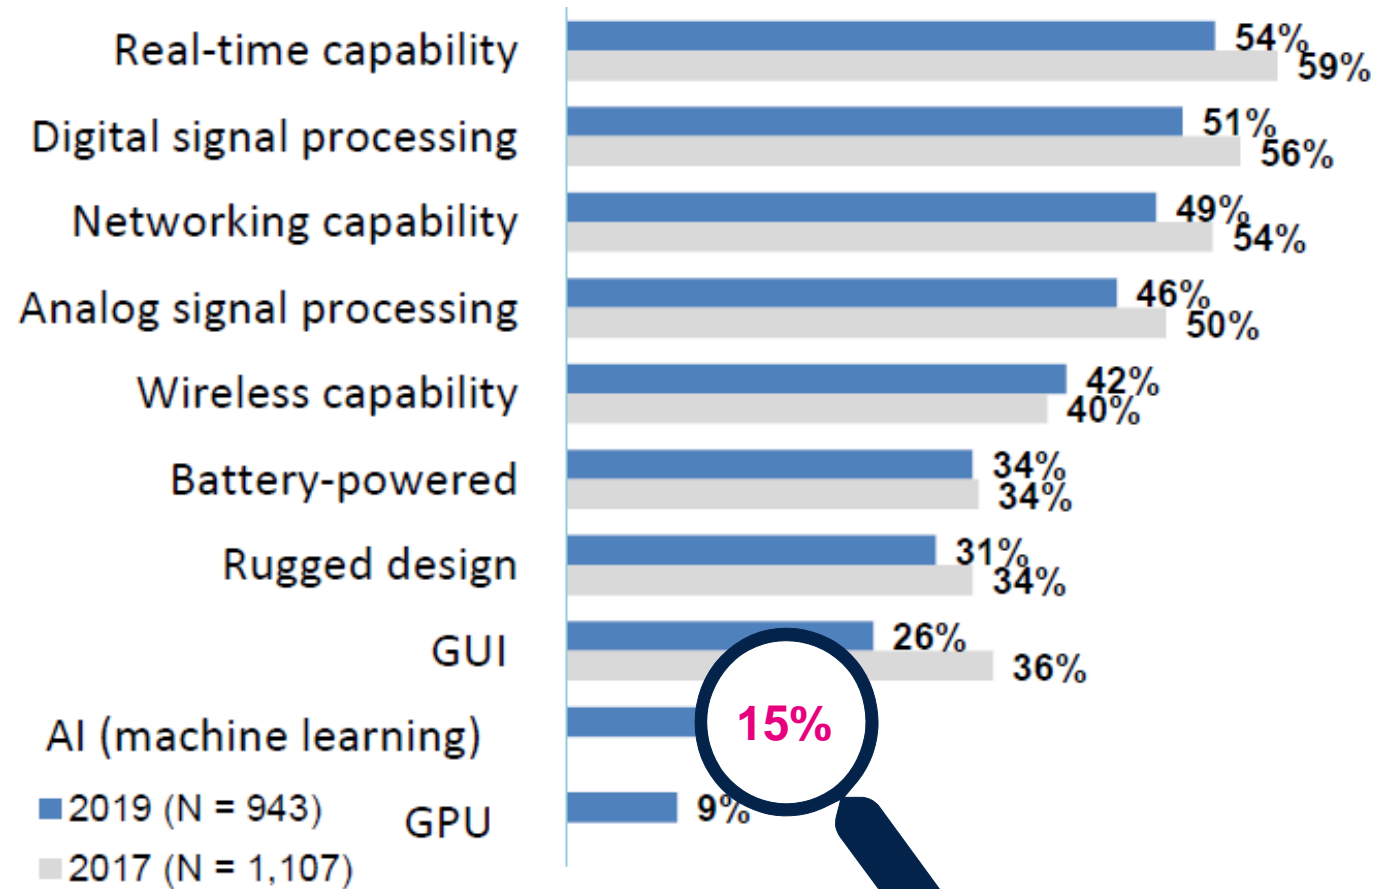 Real-time capability 54% 59%
Digital signal processing 51% 56%
Networking capability 49% 54%
Analog signal processing 46% 50%
Wireless capability 42% 40%
Battery-powered 34% 34%
Rugged design 31% 34%
GUI 26% 36%
AI (machine learning) 15%
GPU 9%
2019 (N = 943)
2017 (N = 1,107)